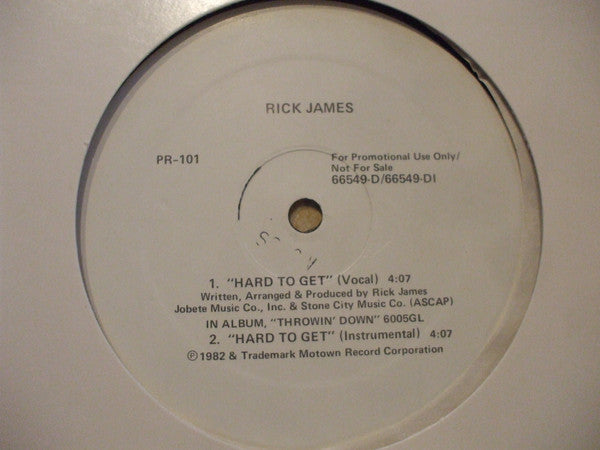 RICK JAMES
PR-101
For Promotional Use Only/
Not For Sale
66549-D/66549-DI
1. "HARD TO GET" (Vocal) 4:07
Written, Arranged & Produced by Rick James
Jobete Music Co., Inc. & Stone City Music Co. (ASCAP)
IN ALBUM, "THROWIN' DOWN" 6005GL
2. "HARD TO GET" (Instrumental) 4:07
Ⓟ1982 & Trademark Motown Record Corporation